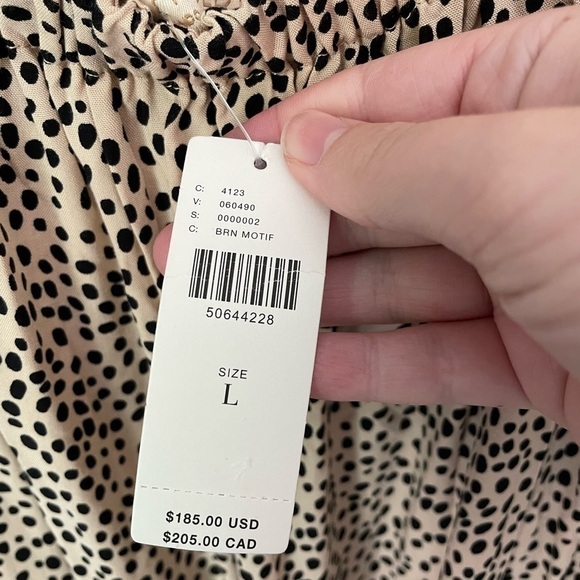 C: 4123
V: 060490
S: 0000002
C: BRN MOTIF
50644228
SIZE
L
$185.00 USD
$205.00 CAD